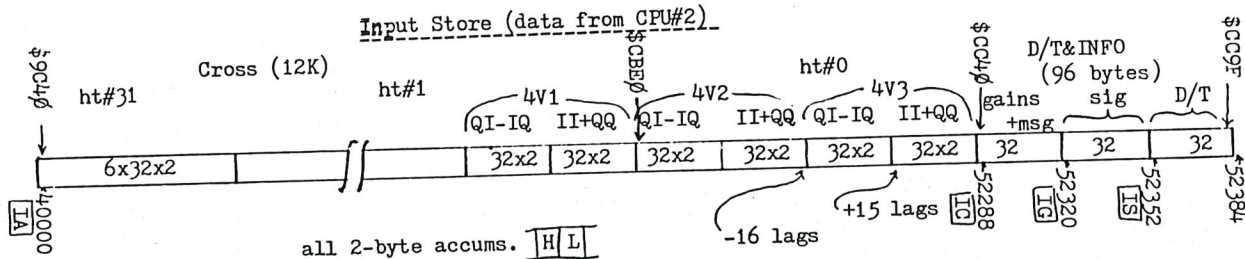 Input Store (data from CPU#2)
$9C4Ø
$CBEØ
$CC4Ø
$CC9F
D/T&INFO
(96 bytes)
Cross (12K)
ht#31
ht#1
ht#0
4V1
4V2
4V3
gains
+msg
sig
D/T
QI-IQ
II+QQ
QI-IQ
II+QQ
QI-IQ
II+QQ
6x32x2
32x2
32x2
32x2
32x2
32x2
32x2
32
32
32
IA
40000
-16 lags
+15 lags
IC
52288
IG
52320
IS
52352
52384
all 2-byte accums.
H L